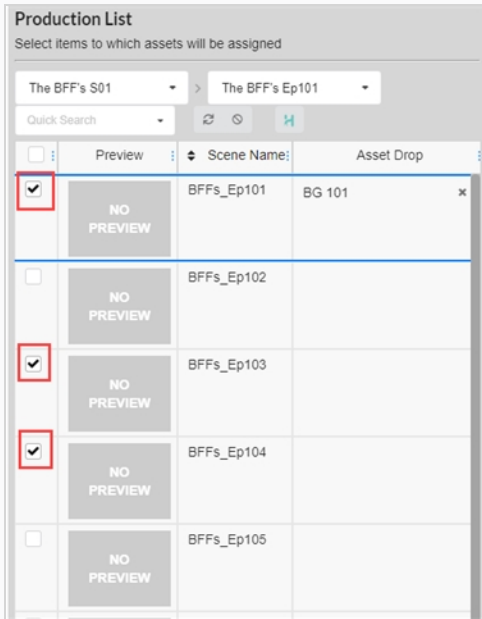 Production List
Select items to which assets will be assigned
The BFF's S01 > The BFF's Ep101
Quick Search
Preview Scene Name Asset Drop
NO PREVIEW BFFs_Ep101 BG 101
NO PREVIEW BFFs_Ep102
NO PREVIEW BFFs_Ep103
NO PREVIEW BFFs_Ep104
NO PREVIEW BFFs_Ep105